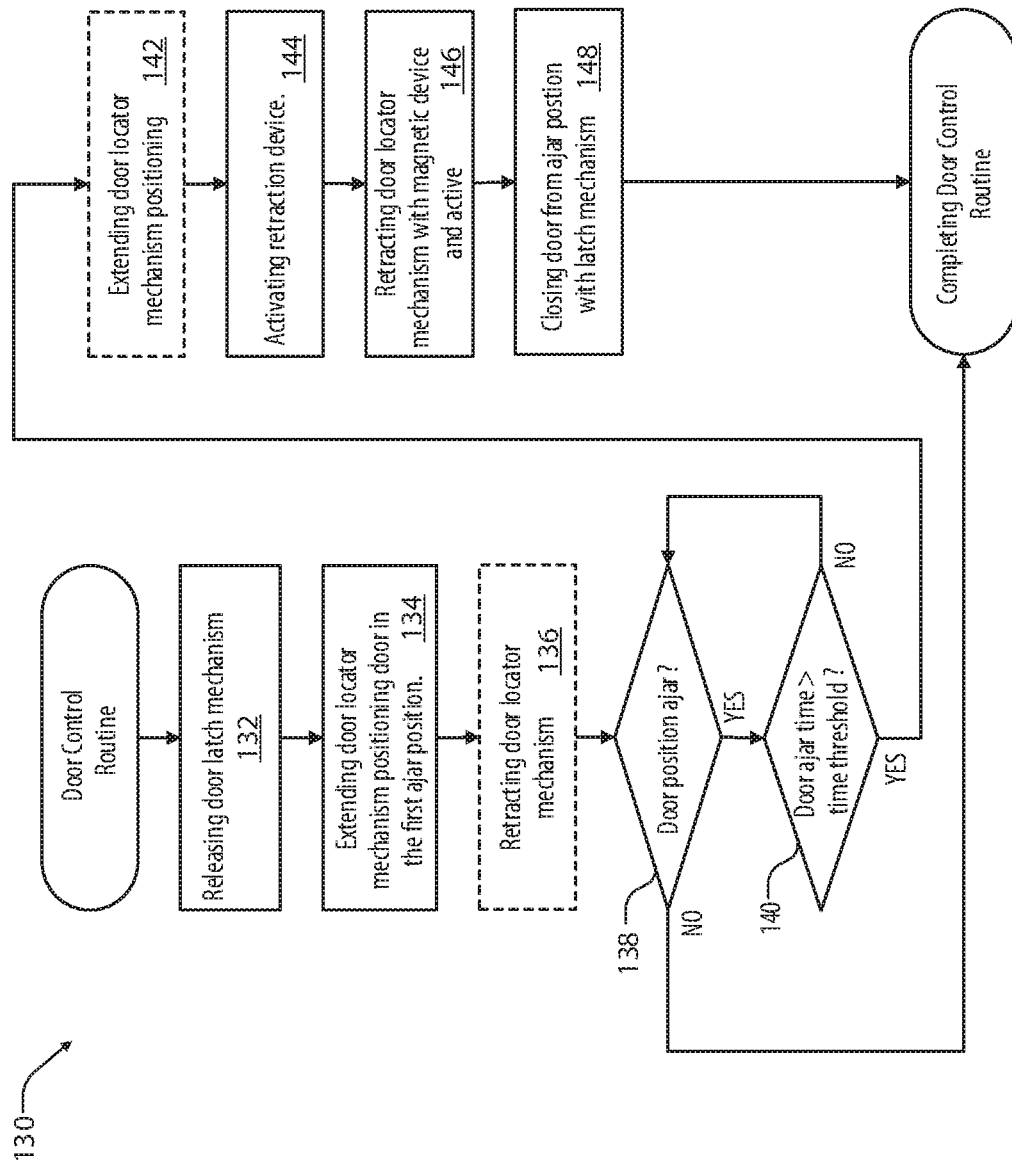 130
Door Control
Routine
Releasing door latch mechanism
132
Extending door locator
mechanism positioning door in
the first ajar position. 134
Retracting door locator
mechanism 136
138
Door position ajar ?
NO
YES
140
Door ajar time >
time threshold ?
NO
YES
Extending door locator
mechanism positioning 142
Activating retraction device.
144
Retracting door locator
mechanism with magnetic device
and active 146
Closing door from ajar postion
with latch mechanism 148
Completing Door Control
Routine